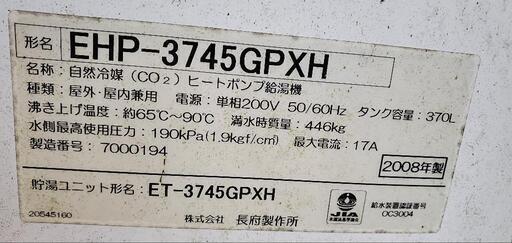 形名 EHP-3745GPXH
名称：自然冷媒（CO₂）ヒートポンプ給湯機
種類：屋外・屋内兼用 電源：単相200V 50/60Hz タンク容量：370L
沸き上げ温度：約65℃～90℃ 満水時質量：446kg
水側最高使用圧力：190kPa(1.9kgf/c㎡) 最大電流：17A
製造番号：7000194 2008年製
貯湯ユニット形名：ET-3745GPXH
JIA
給水装置認証番号
0C3004
20545160 株式会社 長府製作所